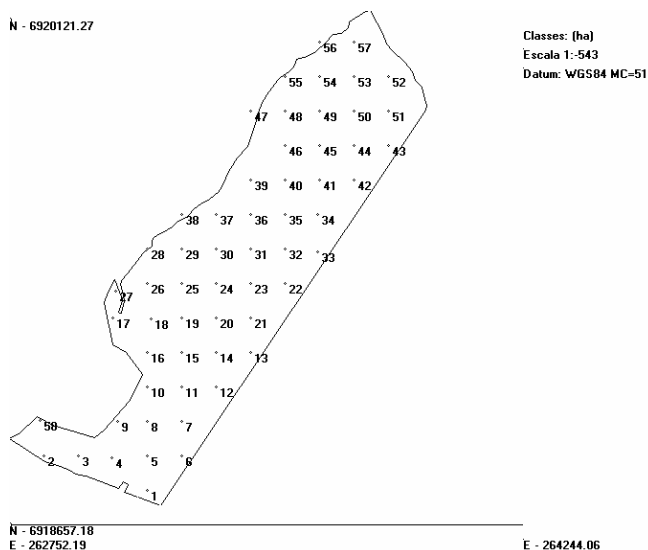 N - 6920121.27
Classes: (ha)
Escala 1:-543
Datum: WGS84 MC=51
56 57
55 54 53 52
47 48 49 50 51
46 45 44 43
39 40 41 42
38 37 36 35 34
28 29 30 31 32 33
27 26 25 24 23 22
17 18 19 20 21
16 15 14 13
10 11 12
58 9 8 7
2 3 4 5 6
1
N - 6918657.18
E - 262752.19
E - 264244.06